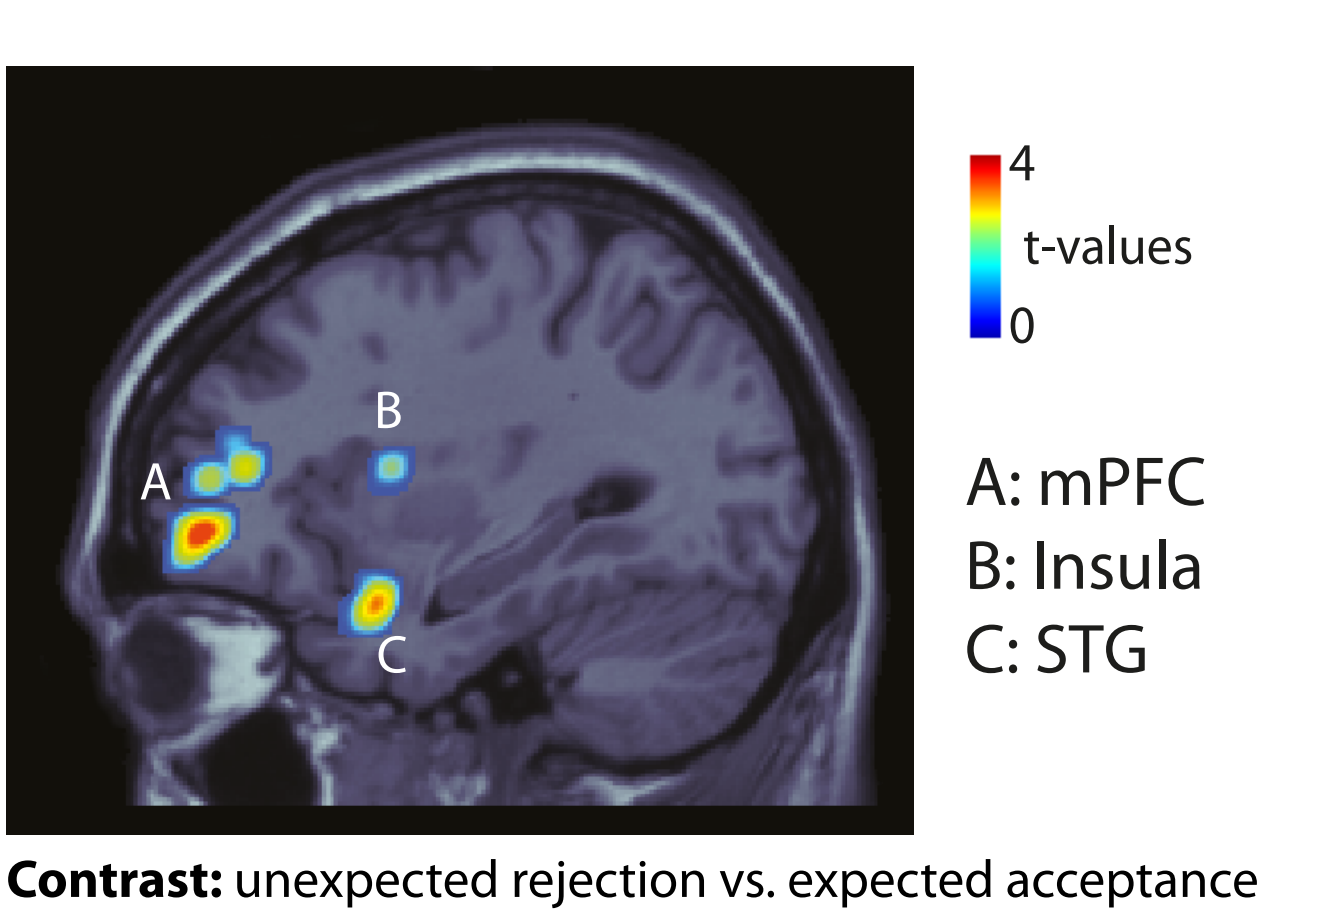 4
t-values
0
B
A
C
A: mPFC
B: Insula
C: STG
Contrast: unexpected rejection vs. expected acceptance